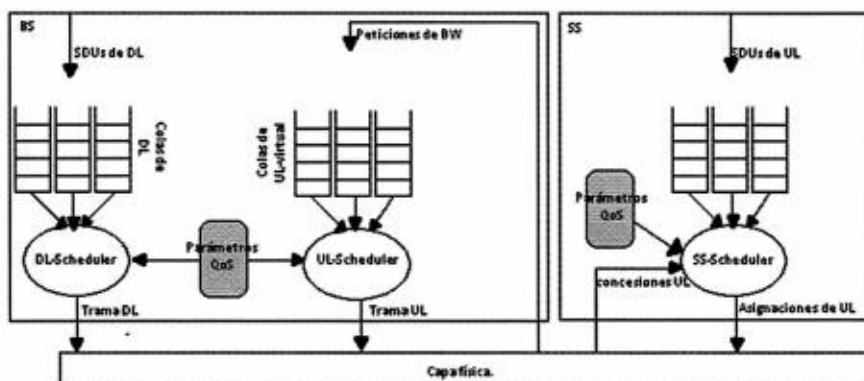 BS
SDUs de DL
Peticiones de BW
Colas de
DL
Colas de
UL-virtual
DL-Scheduler
Parámetros
QoS
UL-Scheduler
Trama DL
Trama UL
SS
SDUs de UL
Parámetros
QoS
SS-Scheduler
concesiones UL
Asignaciones de UL
Capa física.